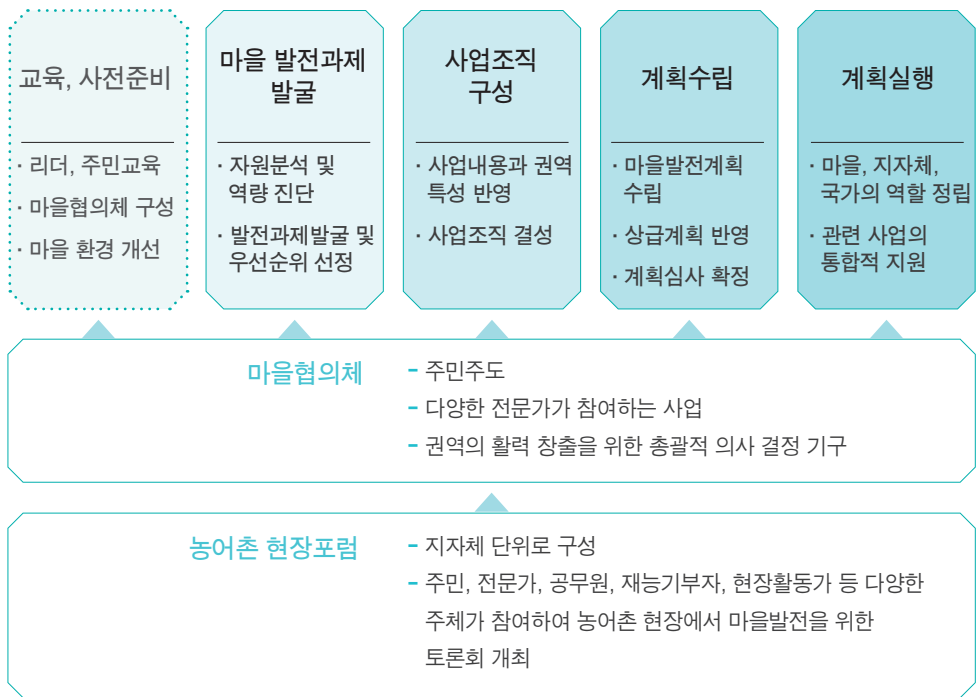 교육, 사전준비
· 리더, 주민교육
· 마을협의체 구성
· 마을 환경 개선
마을 발전과제
발굴
· 자원분석 및
역량 진단
· 발전과제발굴 및
우선순위 선정
사업조직
구성
· 사업내용과 권역
특성 반영
· 사업조직 결성
계획수립
· 마을발전계획
수립
· 상급계획 반영
· 계획심사 확정
계획실행
· 마을, 지자체,
국가의 역할 정립
· 관련 사업의
통합적 지원
마을협의체
- 주민주도
- 다양한 전문가가 참여하는 사업
- 권역의 활력 창출을 위한 총괄적 의사 결정 기구
농어촌 현장포럼
- 지자체 단위로 구성
- 주민, 전문가, 공무원, 재능기부자, 현장활동가 등 다양한
주체가 참여하여 농어촌 현장에서 마을발전을 위한
토론회 개최